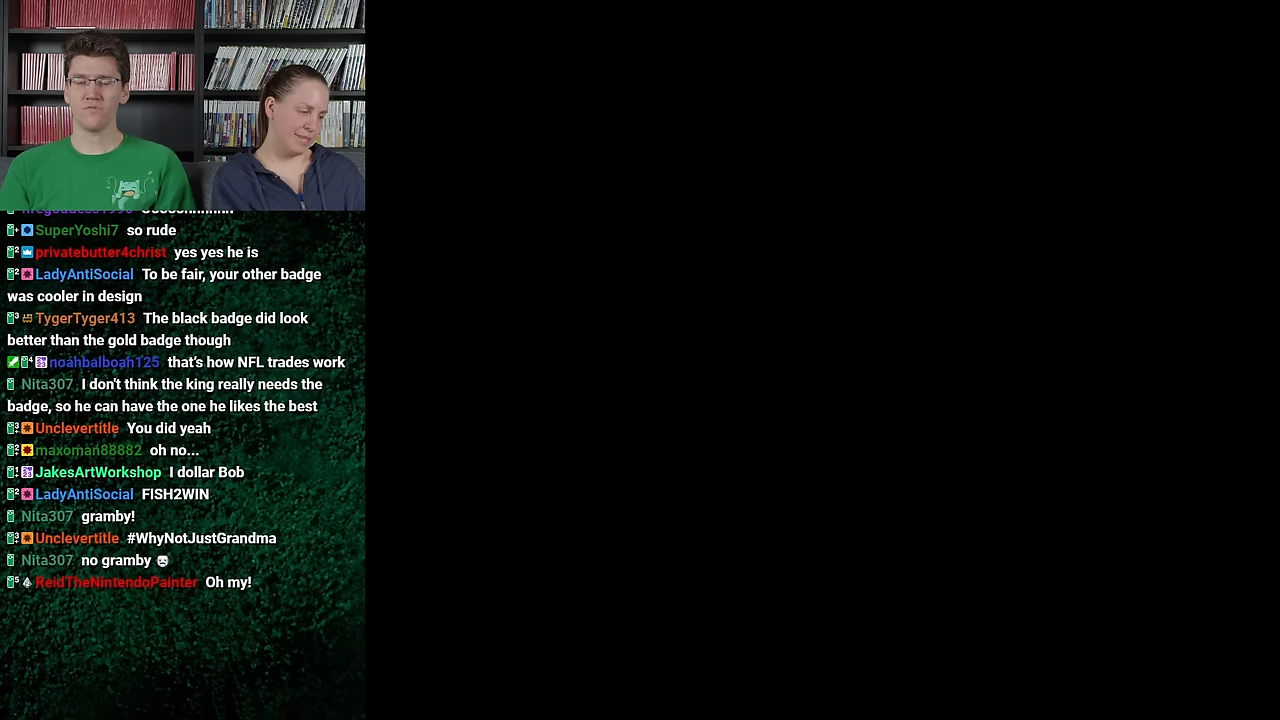 SuperYoshi7 so rude
privatebutter4christ yes yes he is
LadyAntiSocial To be fair, your other badge
was cooler in design
TygerTyger413 The black badge did look
better than the gold badge though
noahbalboah125 that's how NFL trades work
Nita307 I don't think the king really needs the
badge, so he can have the one he likes the best
Unclevertitle You did yeah
maxoman88882 oh no...
JakesArtWorkshop I dollar Bob
LadyAntiSocial FISH2WIN
Nita307 gramby!
Unclevertitle #WhyNotJustGrandma
Nita307 no gramby
ReidTheNintendoPainter Oh my!